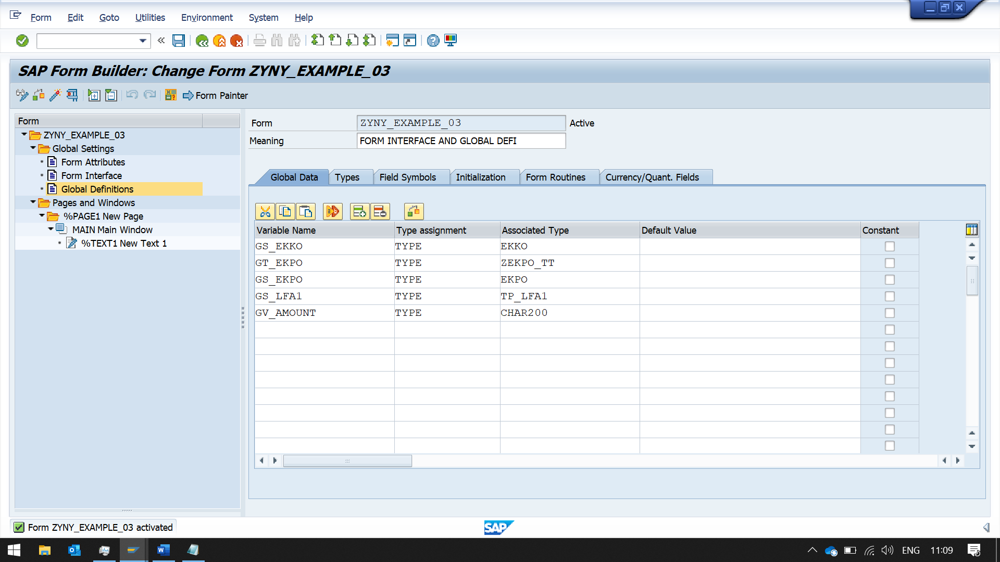 Form Edit Goto Utilities Environment System Help
SAP Form Builder: Change Form ZYNY_EXAMPLE_03
Form Painter
Form
ZYNY_EXAMPLE_03
Global Settings
Form Attributes
Form Interface
Global Definitions
Pages and Windows
%PAGE1 New Page
MAIN Main Window
%TEXT1 New Text 1
Form ZYNY_EXAMPLE_03 Active
Meaning FORM INTERFACE AND GLOBAL DEFI
Global Data Types Field Symbols Initialization Form Routines Currency/Quant. Fields
Variable Name Type assignment Associated Type Default Value Constant
GS_EKKO TYPE EKKO
GT_EKPO TYPE ZEKPO_TT
GS_EKPO TYPE EKPO
GS_LFA1 TYPE TP_LFA1
GV_AMOUNT TYPE CHAR200
Form ZYNY_EXAMPLE_03 activated
SAP
ENG 11:09